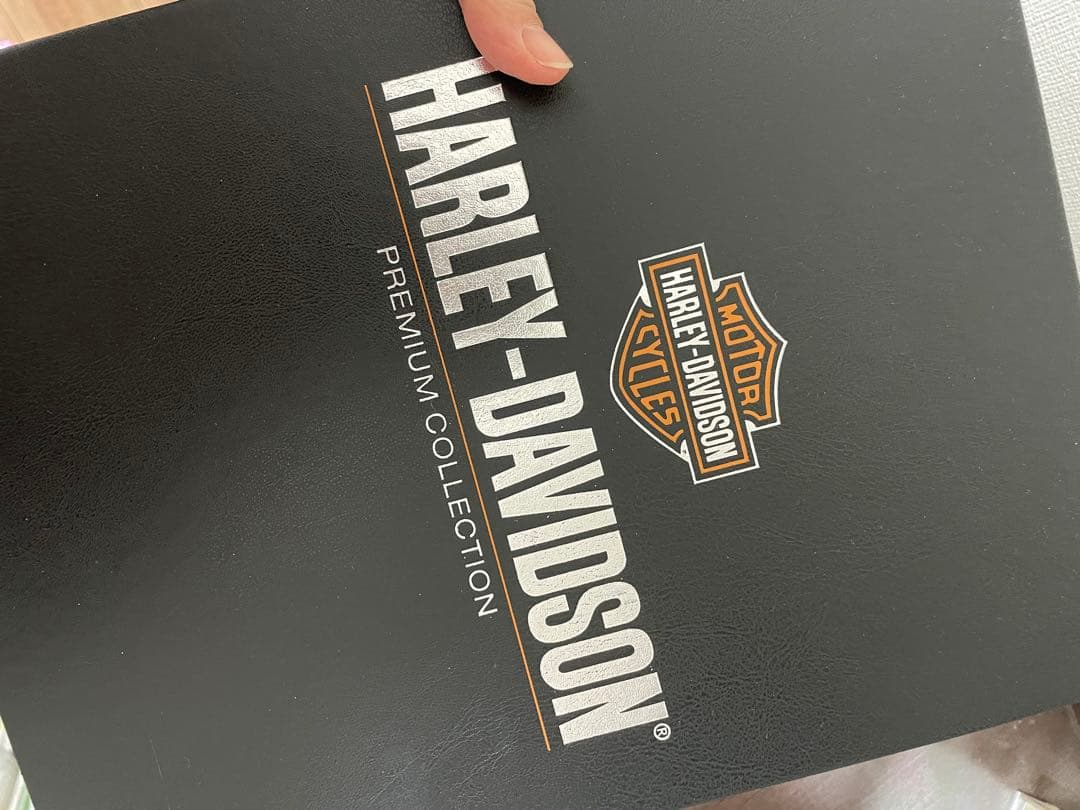 MOTOR
HARLEY-DAVIDSON
CYCLES
HARLEY-DAVIDSON®
PREMIUM COLLECTION